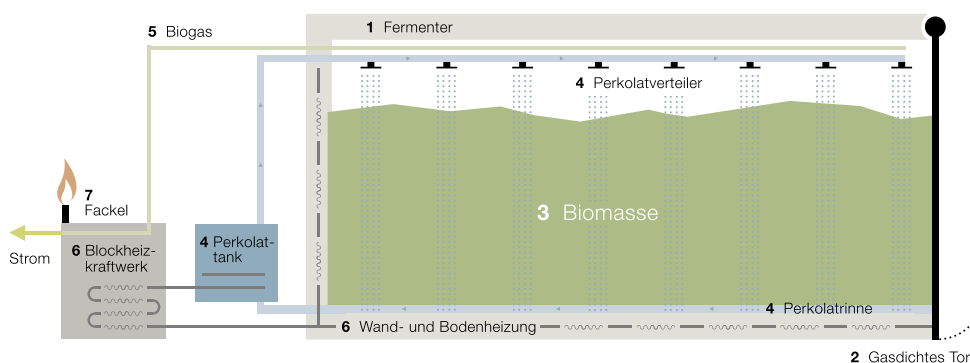 1 Fermenter
5 Biogas
4 Perkolatverteiler
3 Biomasse
7
Fackel
4 Perkolat-
tank
6 Blockheiz-
kraftwerk
Strom
4 Perkolatrinne
6 Wand- und Bodenheizung
2 Gasdichtes Tor